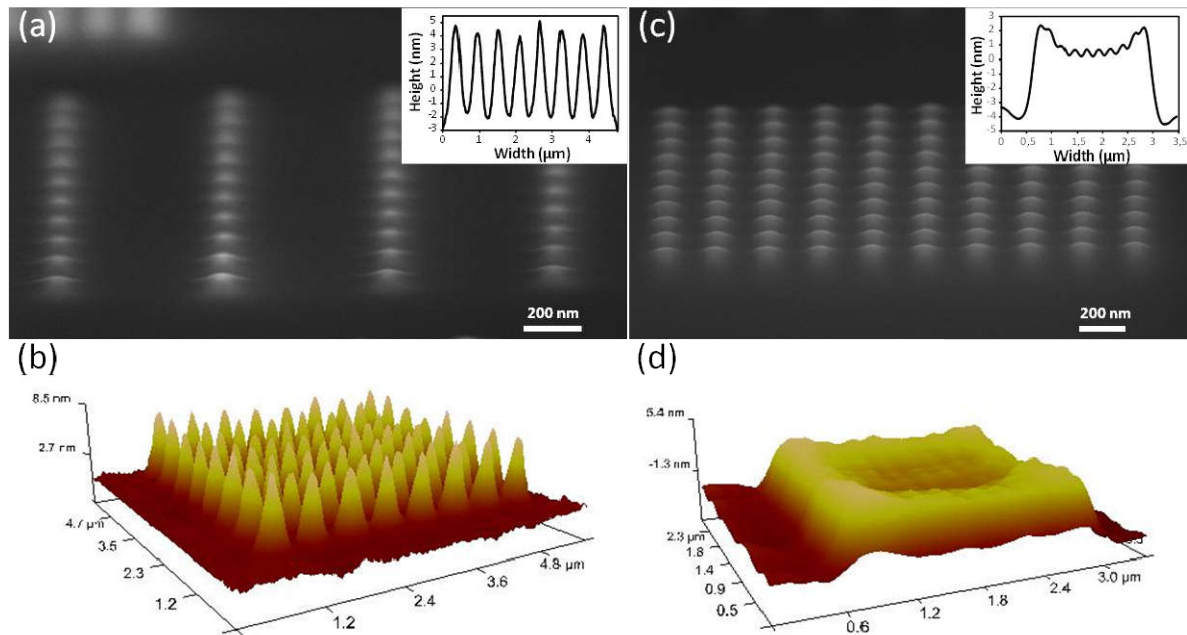 (a)
Height (nm)
5
4
3
2
1
0
-1
-2
-3
0 1 2 3 4
Width (µm)
200 nm
(c)
Height (nm)
3
2
1
0
-1
-2
-3
-4
-5
0 0,5 1 1,5 2 2,5 3 3,5
Width (µm)
200 nm
(b)
8.5 nm
2.7 nm
4.7 µm
3.5
2.3
1.2
1.2
2.4
3.6
4.8 µm
(d)
-1.3 nm
2.3 µm
1.8
1.4
0.9
0.5
0.6
1.2
1.8
2.4
3.0 µm